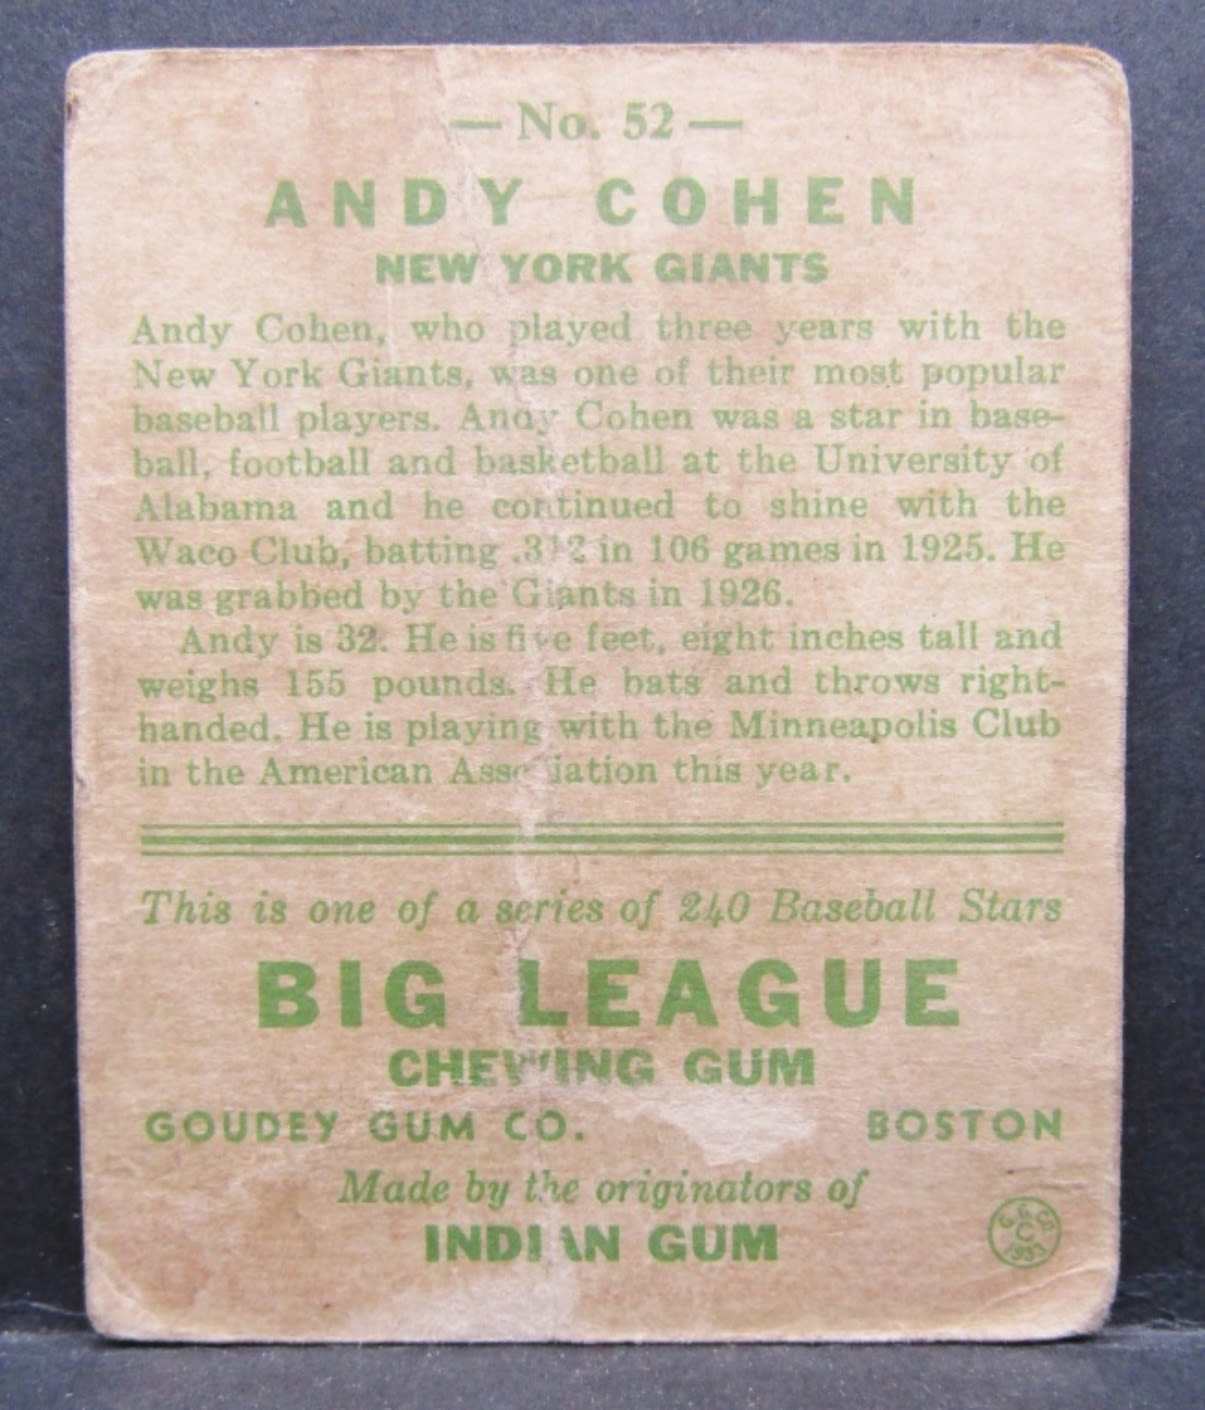 — No. 52 —
ANDY COHEN
NEW YORK GIANTS
Andy Cohen, who played three years with the
New York Giants, was one of their most popular
baseball players. Andy Cohen was a star in base-
ball, football and basketball at the University of
Alabama and he continued to shine with the
Waco Club, batting .312 in 106 games in 1925. He
was grabbed by the Giants in 1926.
Andy is 32. He is five feet, eight inches tall and
weighs 155 pounds. He bats and throws right-
handed. He is playing with the Minneapolis Club
in the American Association this year.
This is one of a series of 240 Baseball Stars
BIG LEAGUE
CHEWING GUM
GOUDEY GUM CO. BOSTON
Made by the originators of
INDIAN GUM
G. G. Co.
C